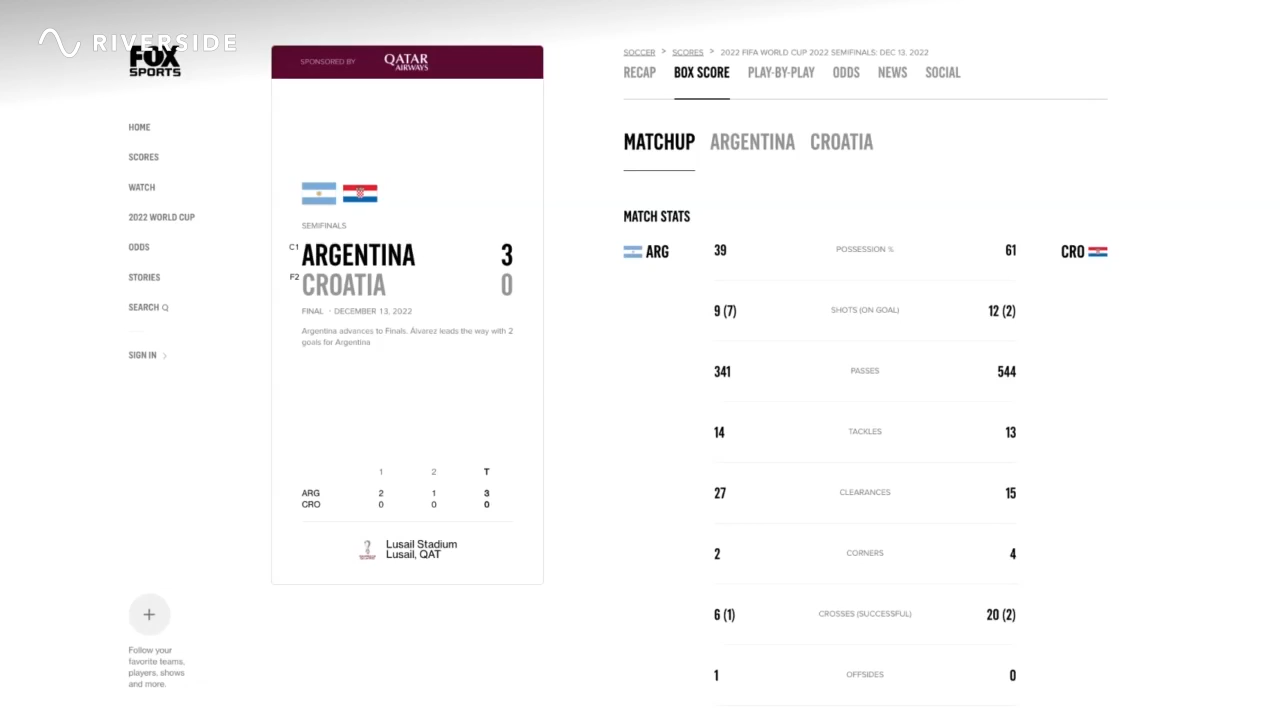 RIVERSIDE
FOX
SPORTS
HOME
SCORES
WATCH
2022 WORLD CUP
ODDS
STORIES
SEARCH
SIGN IN
Follow your
favorite teams,
players, shows
and more.
SPONSORED BY QATAR
AIRWAYS
SEMIFINALS
C1 ARGENTINA 3
F2 CROATIA 0
FINAL · DECEMBER 13, 2022
Argentina advances to Finals. Álvarez leads the way with 2
goals for Argentina
1 2 T
ARG 2 1 3
CRO 0 0 0
Lusail Stadium
Lusail, QAT
SOCCER > SCORES > 2022 FIFA WORLD CUP 2022 SEMIFINALS: DEC 13, 2022
RECAP BOX SCORE PLAY-BY-PLAY ODDS NEWS SOCIAL
MATCHUP ARGENTINA CROATIA
MATCH STATS
ARG 39 POSSESSION % 61 CRO
9 (7) SHOTS (ON GOAL) 12 (2)
341 PASSES 544
14 TACKLES 13
27 CLEARANCES 15
2 CORNERS 4
6 (1) CROSSES (SUCCESSFUL) 20 (2)
1 OFFSIDES 0